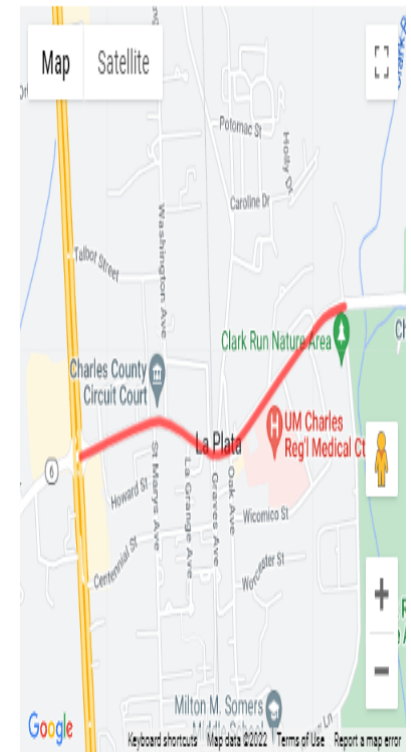 Map Satellite
Potomac St
Holly Dr
Caroline Dr
Washington Ave
Talbot Street
Clark Run Nature Area
Charles County
Circuit Court
La Plata
UM Charles
Reg'l Medical Ct
6
St Marys Ave
La Grange Ave
Graves Ave
Oak Ave
Howard St
Wicomico St
Centennial St
Worcester St
Milton M. Somers
Google
Keyboard shortcuts Map data ©2022 Terms of Use Report a map error